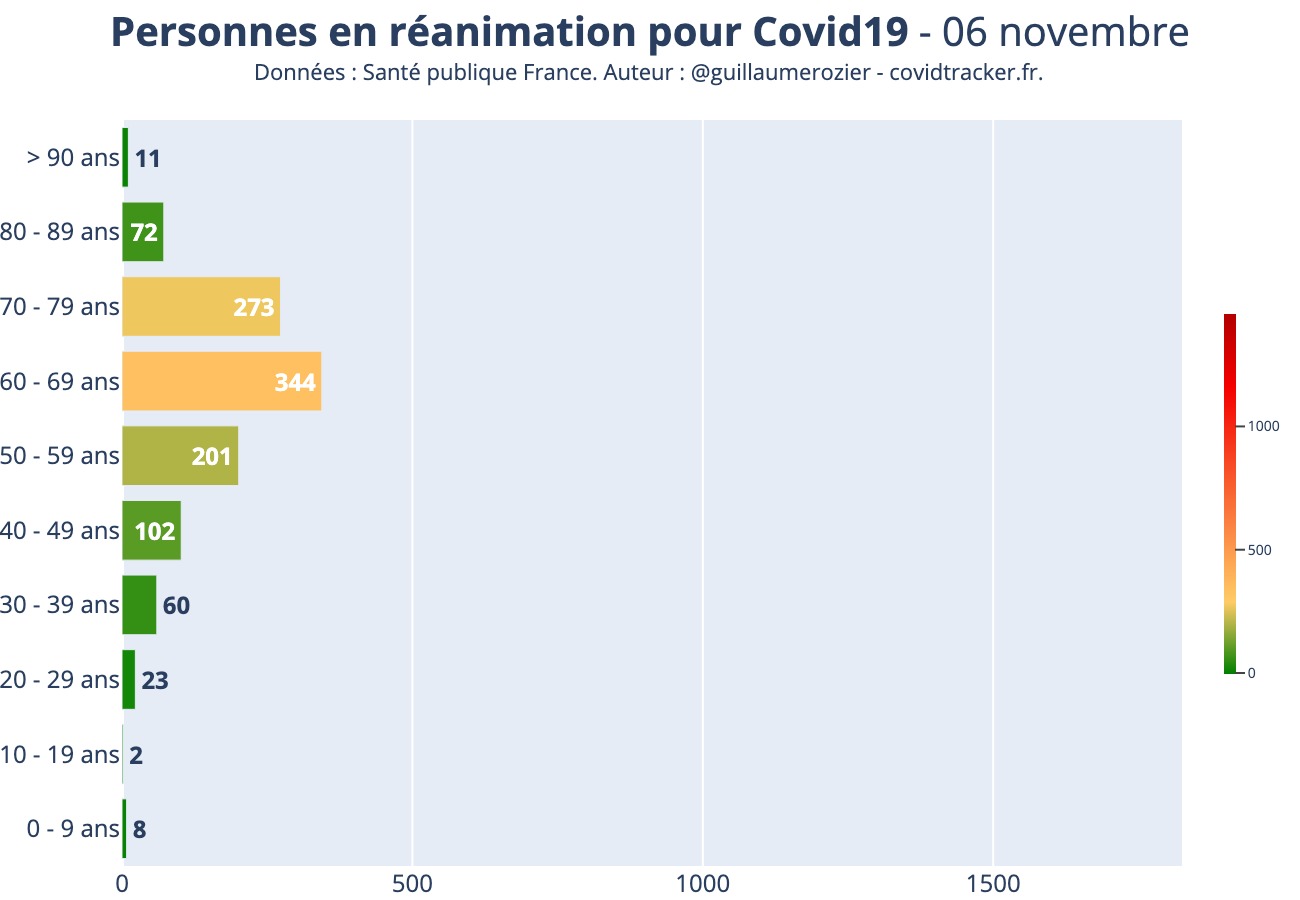 Personnes en réanimation pour Covid19 - 06 novembre
Données : Santé publique France. Auteur : @guillaumerozier - covidtracker.fr.
> 90 ans 11
80 - 89 ans 72
70 - 79 ans 273
60 - 69 ans 344
50 - 59 ans 201
40 - 49 ans 102
30 - 39 ans 60
20 - 29 ans 23
10 - 19 ans 2
0 - 9 ans 8
0 500 1000 1500
1000
500
0